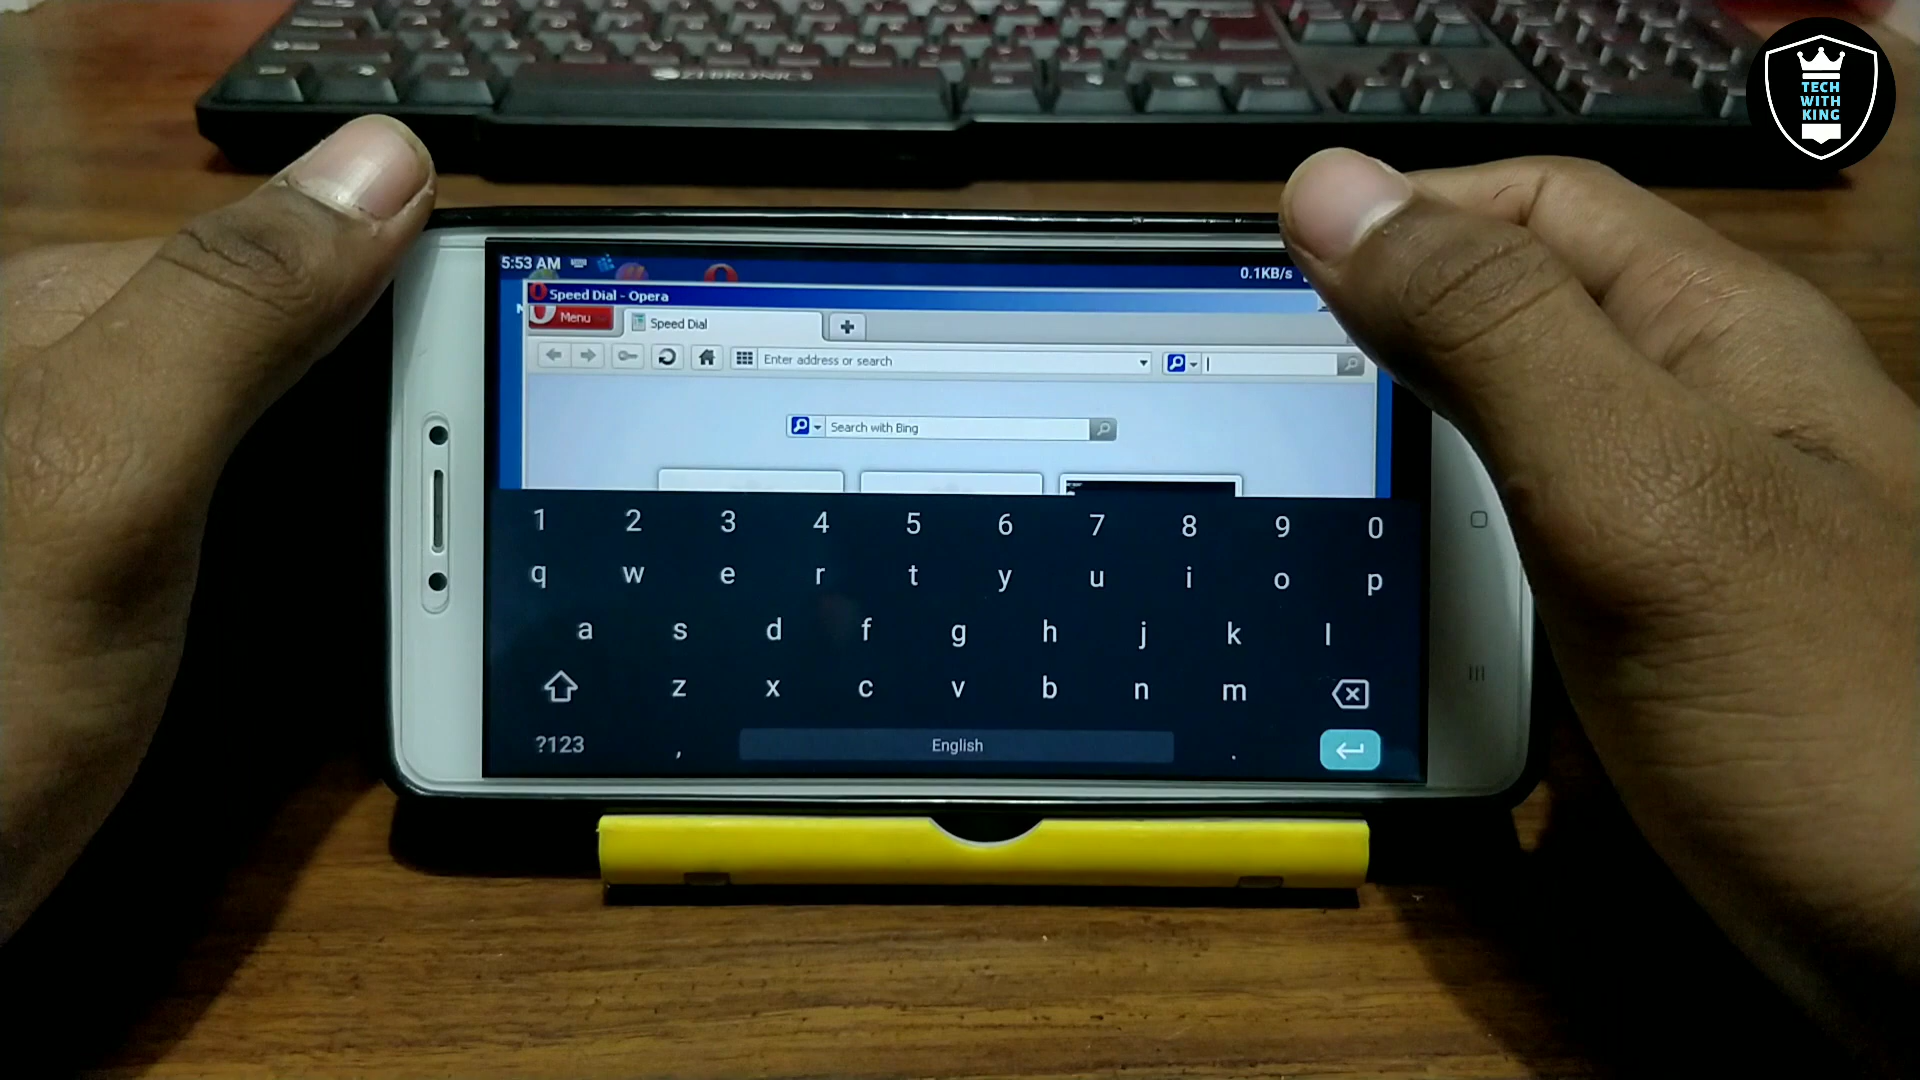 ZEBRONICS
TECH
WITH
KING
5:53 AM
0.1KB/s
Speed Dial - Opera
Menu
Speed Dial
Enter address or search
Search with Bing
1 2 3 4 5 6 7 8 9 0
q w e r t y u i o p
a s d f g h j k l
z x c v b n m
?123 , English .